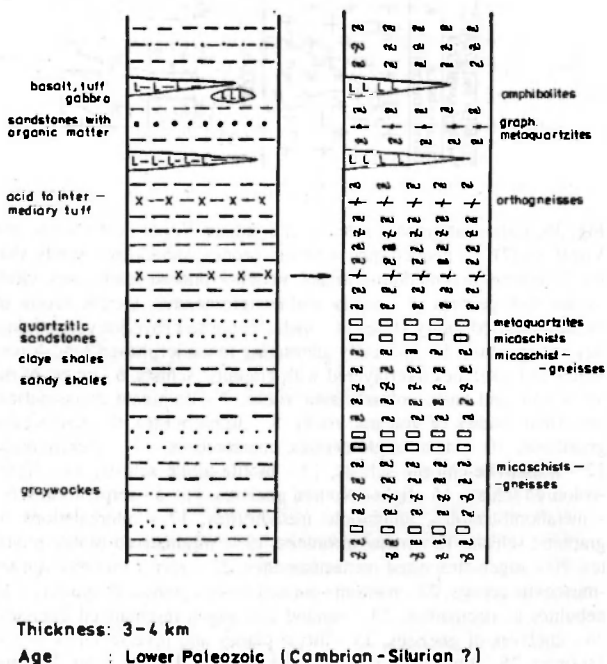 basalt, tuff
gabbro
sandstones with
organic matter
acid to inter-
mediary tuff
quartzitic
sandstones
claye shales
sandy shales
graywackes
amphibolites
graph.
metaquartzites
orthogneisses
metaquartzites
micaschists
micaschist-
-gneisses
micaschists-
-gneisses
Thickness: 3-4 km
Age : Lower Paleozoic (Cambrian-Silurian ?)